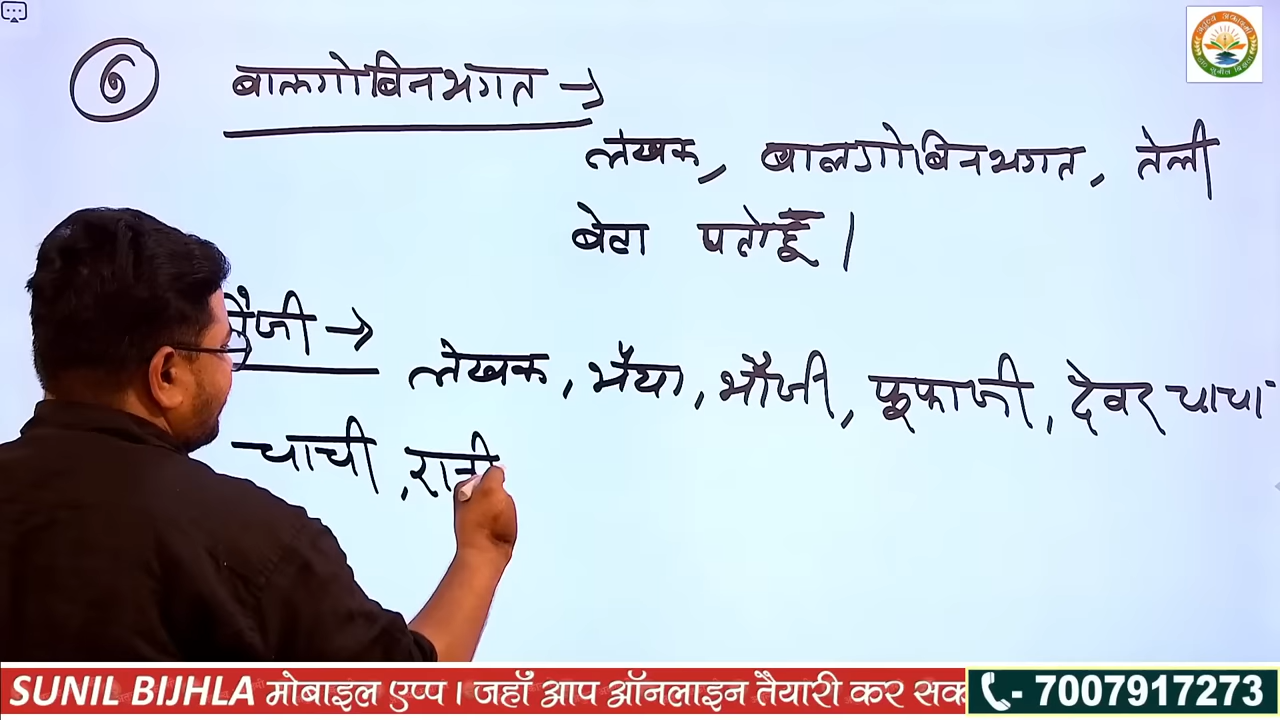 ६ बालगोबिन भगत →
लेखक, बालगोबिन भगत, तेली
बेटा पतोहूँ।
→
लेखक, भैया, भौजी, फूफाजी, देवर चाचा
चाची, रानी
SUNIL BIJHLA मोबाइल एप्प । जहाँ आप ऑनलाइन तैयारी कर सक
- 7007917273